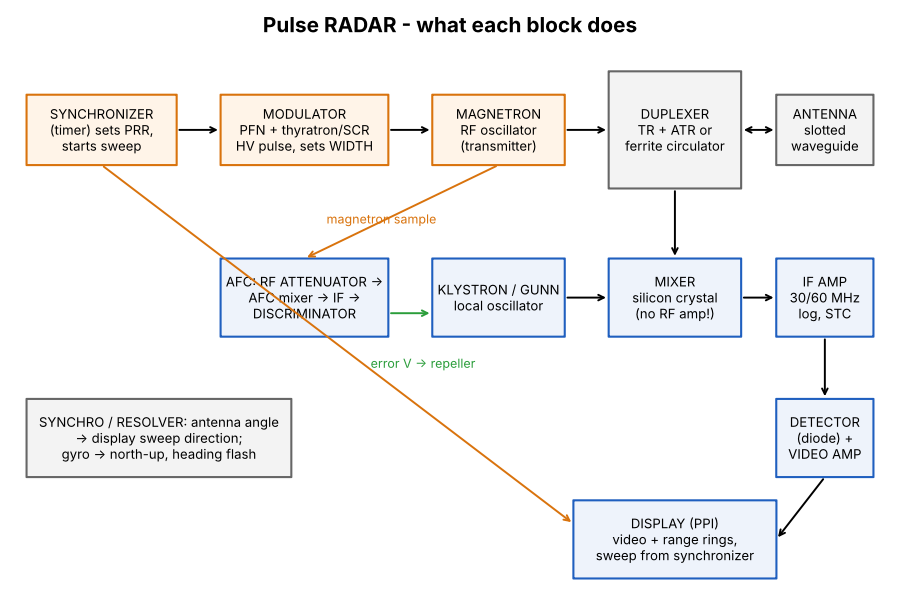 Pulse RADAR - what each block does
SYNCHRONIZER
(timer) sets PRR,
starts sweep
MODULATOR
PFN + thyratron/SCR
HV pulse, sets WIDTH
MAGNETRON
RF oscillator
(transmitter)
DUPLEXER
TR + ATR or
ferrite circulator
ANTENNA
slotted
waveguide
magnetron sample
AFC: RF ATTENUATOR →
AFC mixer → IF →
DISCRIMINATOR
KLYSTRON / GUNN
local oscillator
MIXER
silicon crystal
(no RF amp!)
IF AMP
30/60 MHz
log, STC
error V → repeller
SYNCHRO / RESOLVER: antenna angle
→ display sweep direction;
gyro → north-up, heading flash
DETECTOR
(diode) +
VIDEO AMP
DISPLAY (PPI)
video + range rings,
sweep from synchronizer